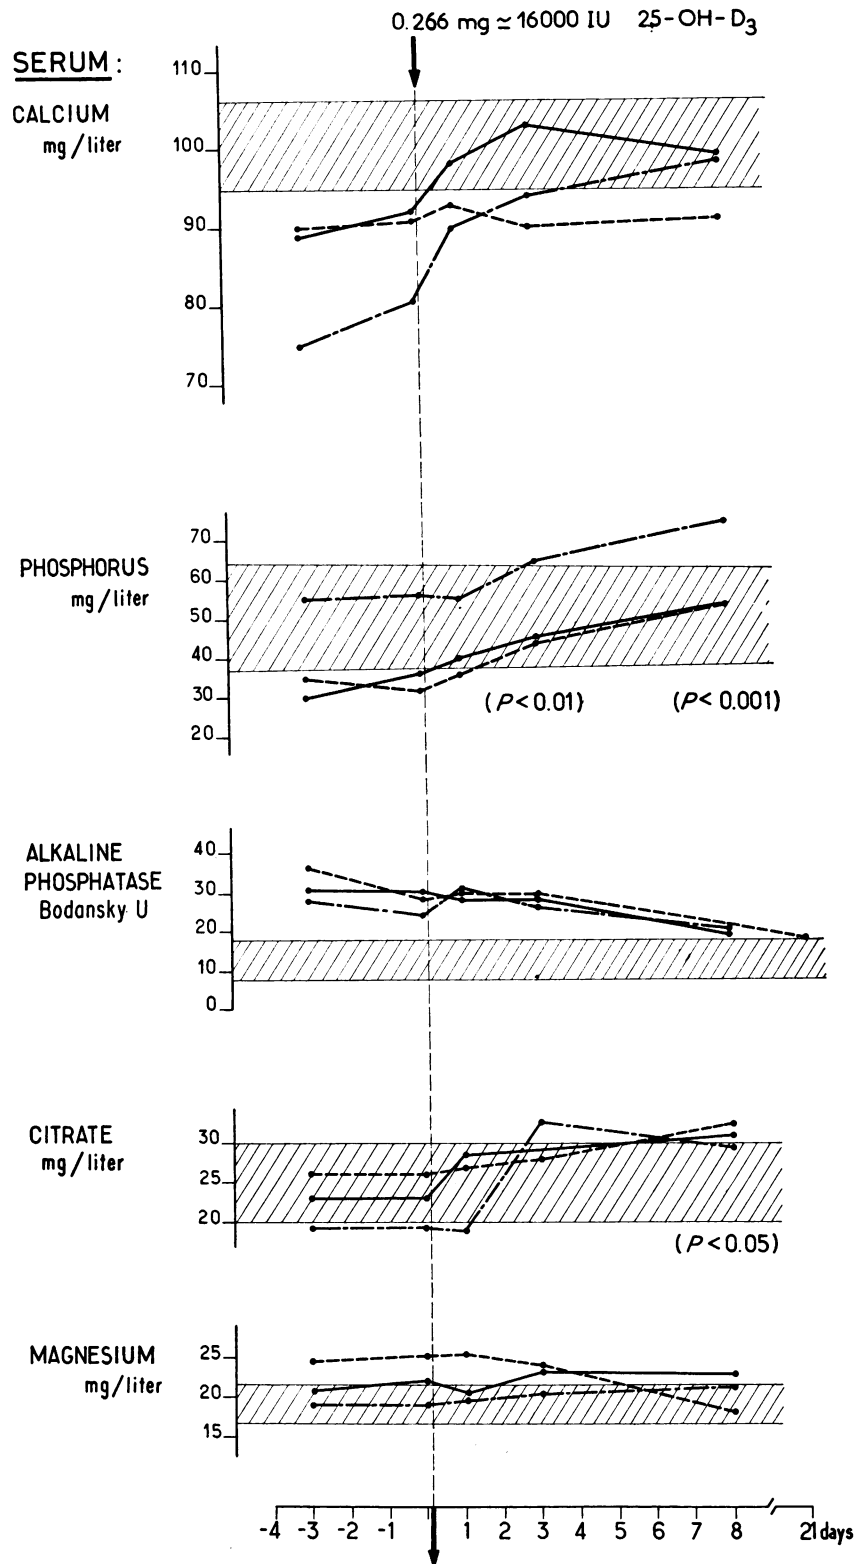 0.266 mg ≃ 16000 IU 25-OH-D3
SERUM:
CALCIUM
mg/liter
110
100
90
80
70
PHOSPHORUS
mg/liter
70
60
50
40
30
20
(P<0.01) (P<0.001)
ALKALINE
PHOSPHATASE
Bodansky U
40
30
20
10
0
CITRATE
mg/liter
30
25
20
(P<0.05)
MAGNESIUM
mg/liter
25
20
15
-4 -3 -2 -1 1 2 3 4 5 6 7 8 21 days